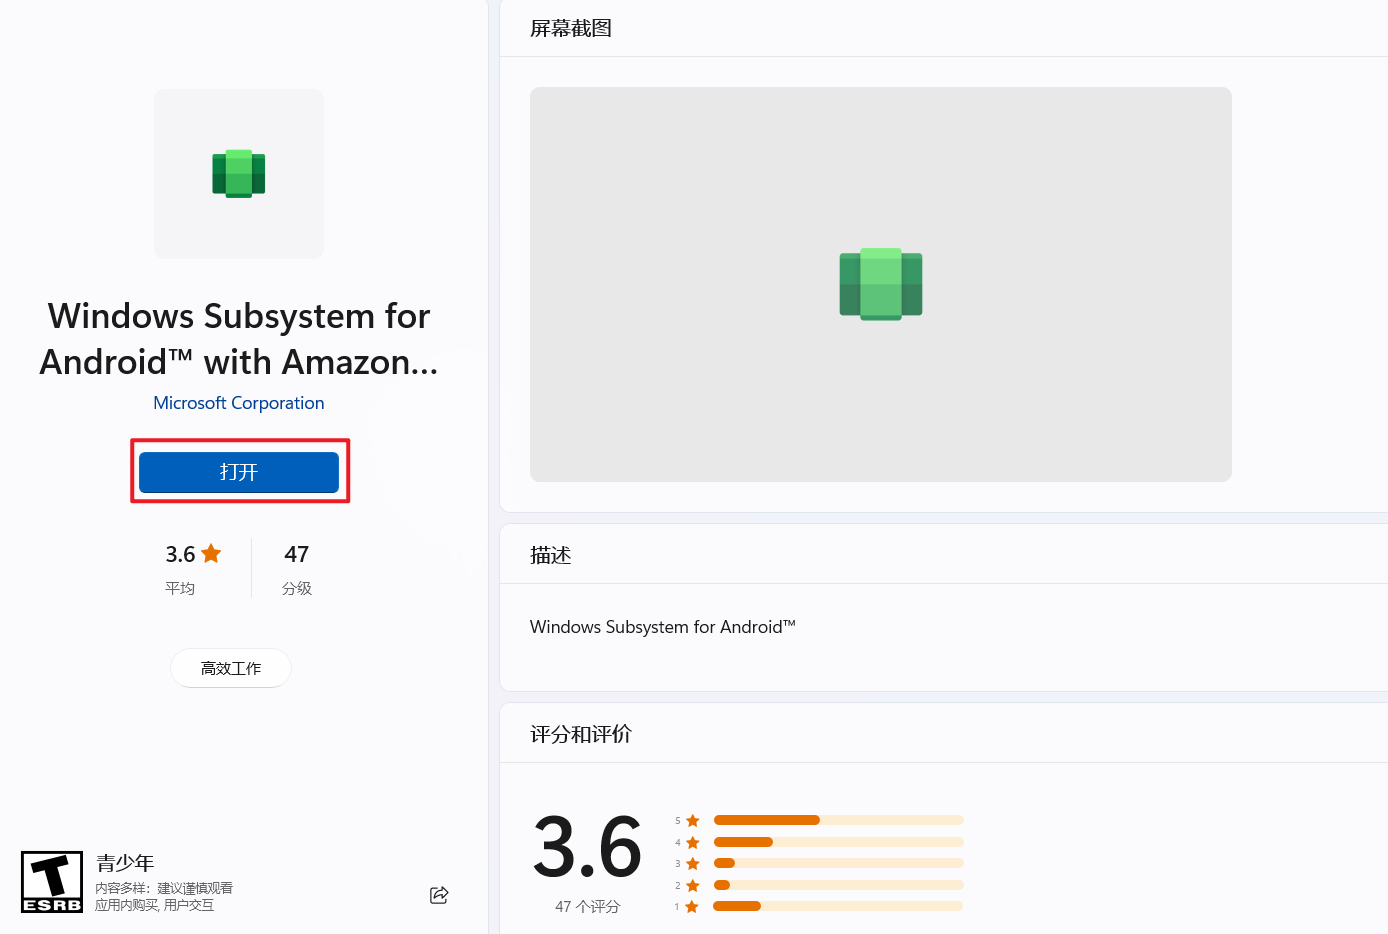 Windows Subsystem for
Android™ with Amazon...
Microsoft Corporation
打开
3.6
平均
47
分级
高效工作
T
ESRB
青少年
内容多样：建议谨慎观看
应用内购买, 用户交互
屏幕截图
描述
Windows Subsystem for Android™
评分和评价
3.6
47 个评分
5
4
3
2
1